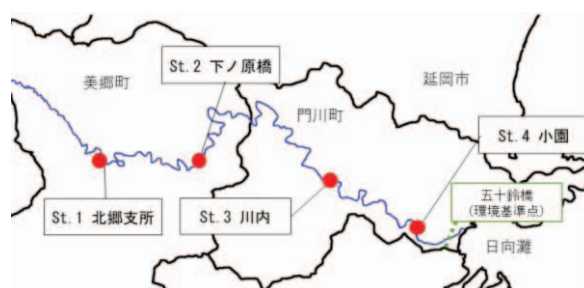 St.2 下ノ原橋
美郷町
延岡市
門川町
St.4 小園
St.1 北郷支所
St.3 川内
五十鈴橋
(環境基準点)
日向灘